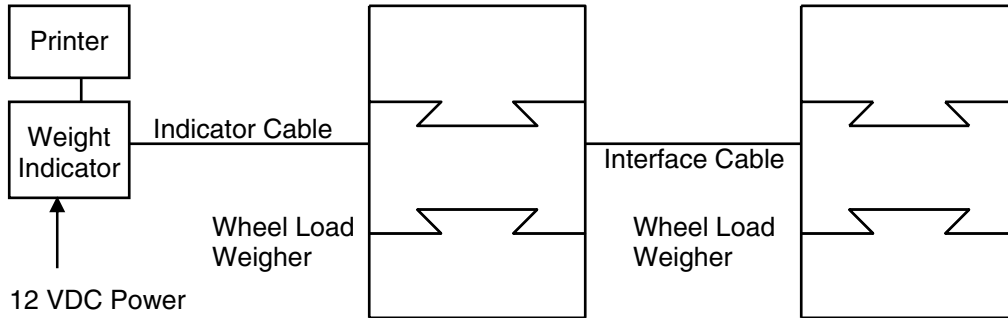 Printer
Weight
Indicator
Indicator Cable
Interface Cable
Wheel Load
Weigher
Wheel Load
Weigher
12 VDC Power